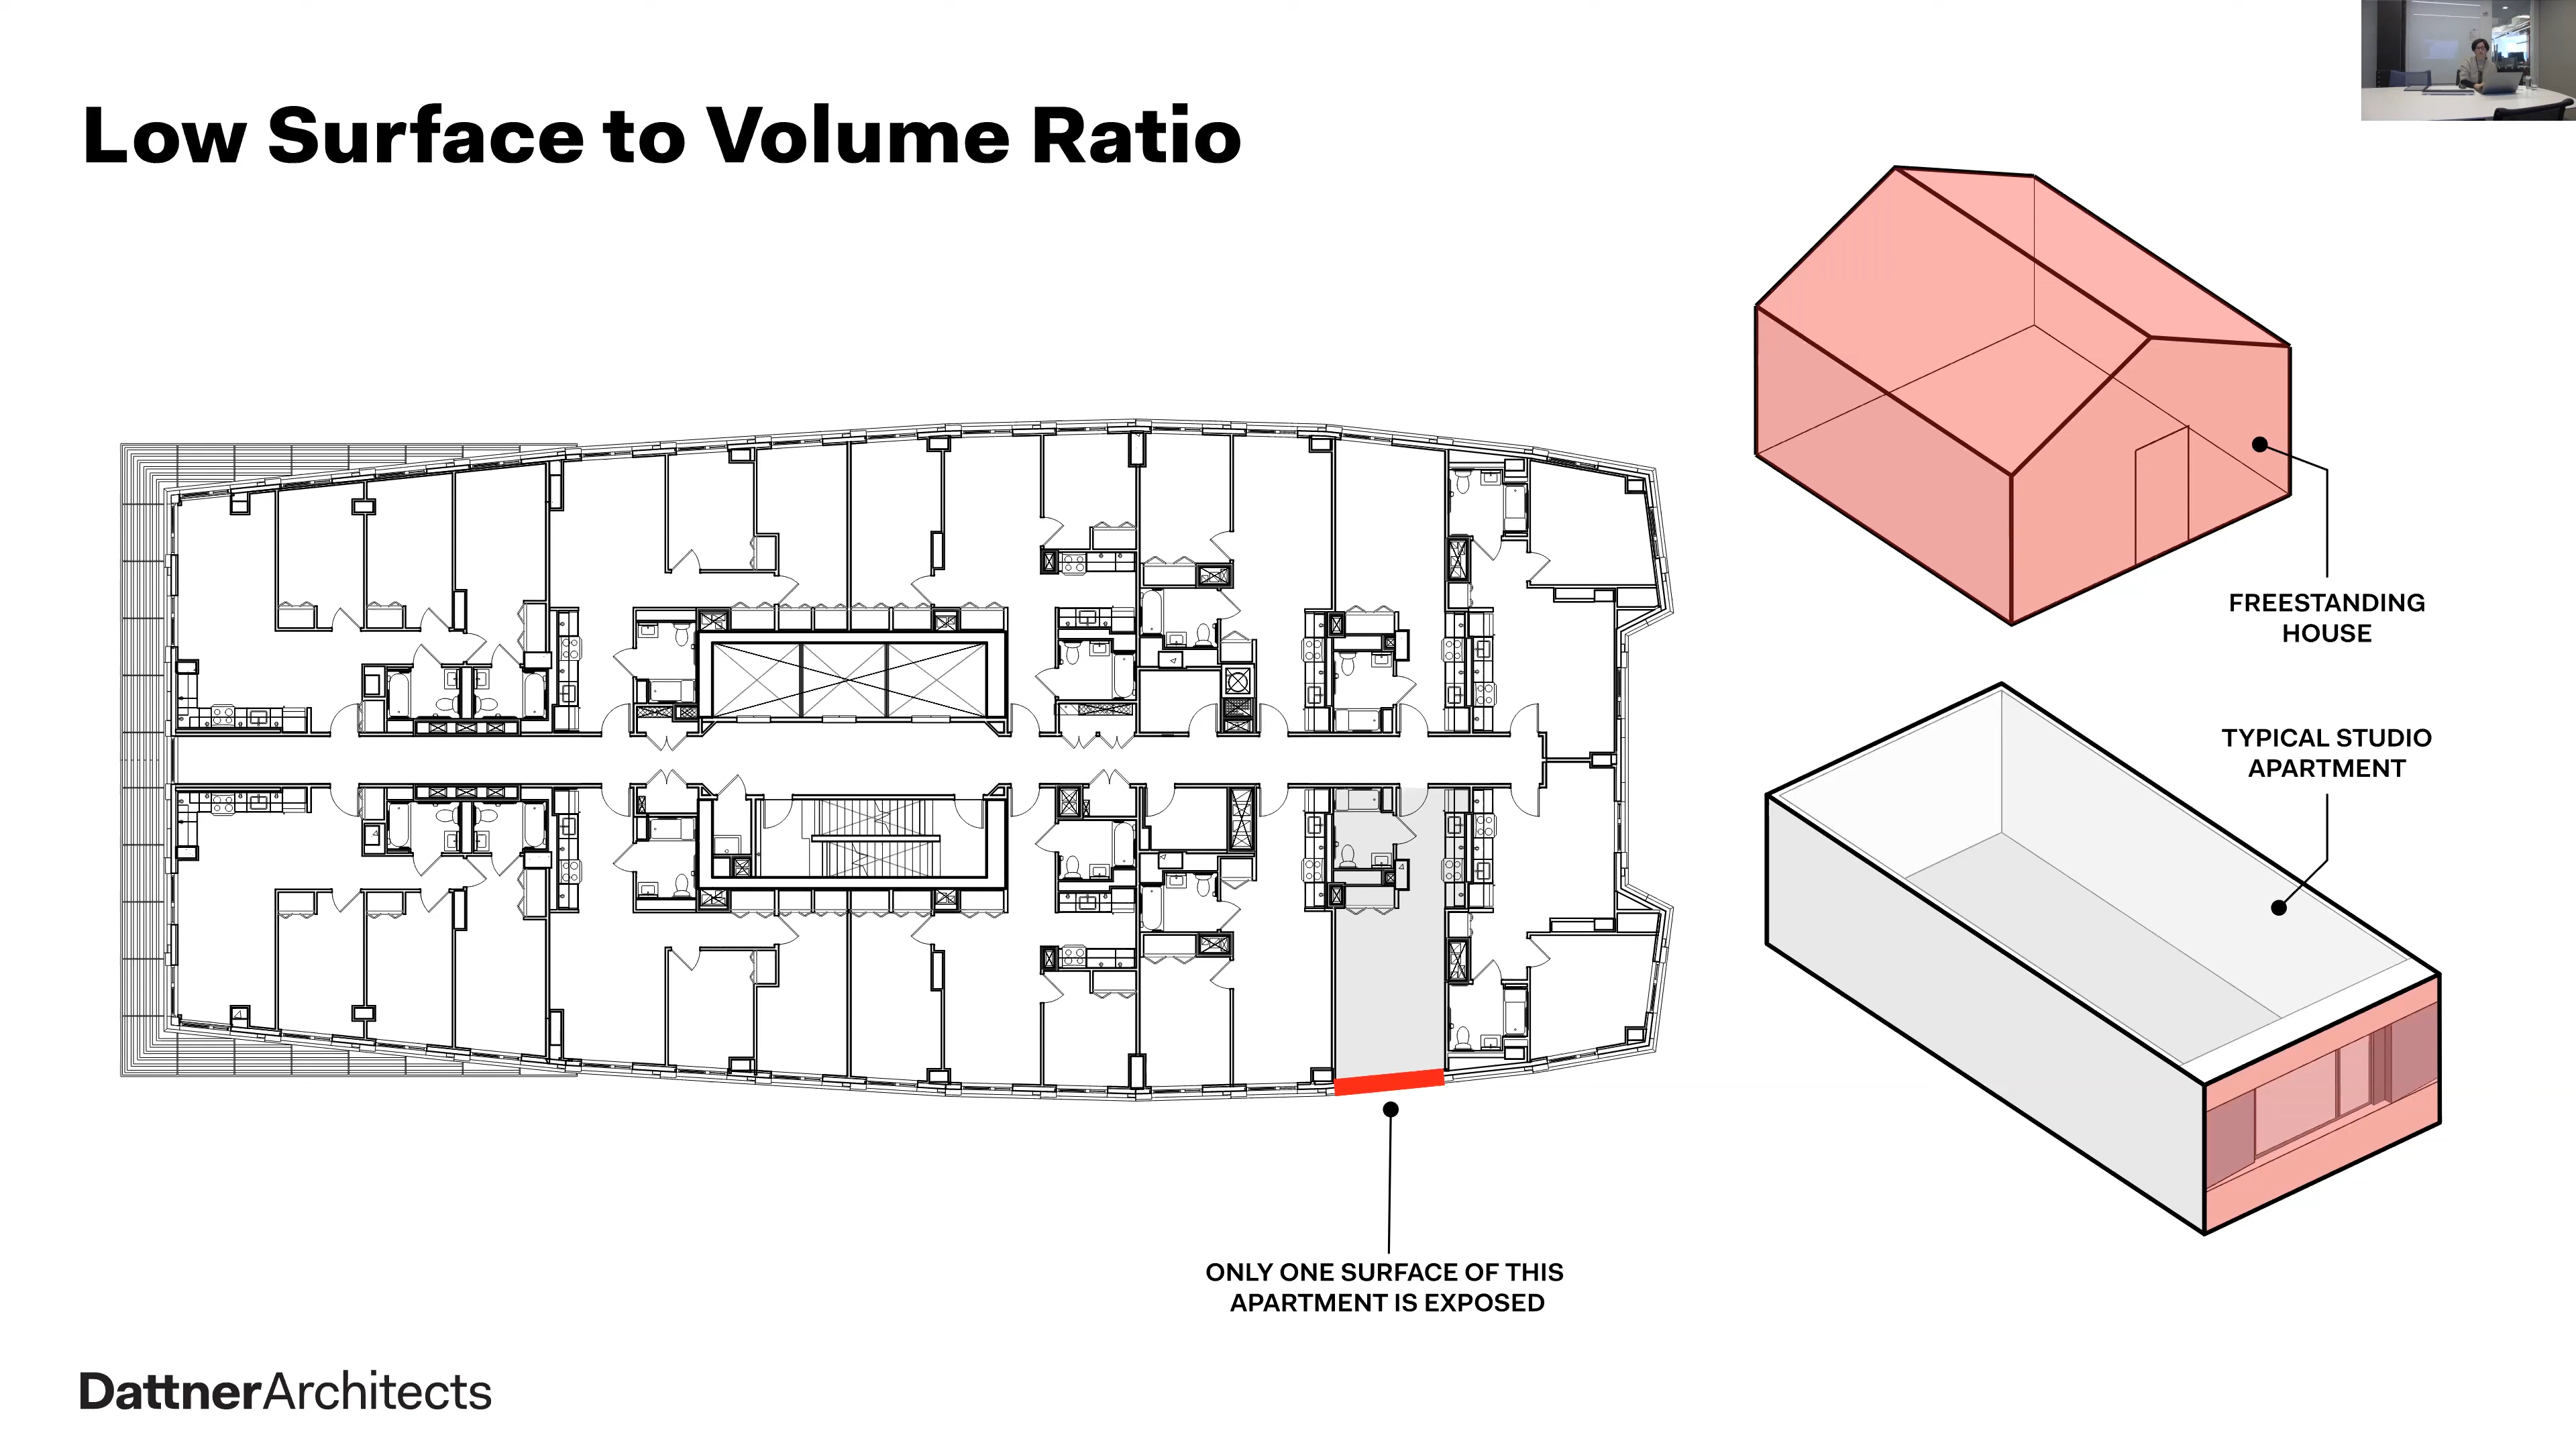 Low Surface to Volume Ratio
FREESTANDING
HOUSE
TYPICAL STUDIO
APARTMENT
ONLY ONE SURFACE OF THIS
APARTMENT IS EXPOSED
DattnerArchitects